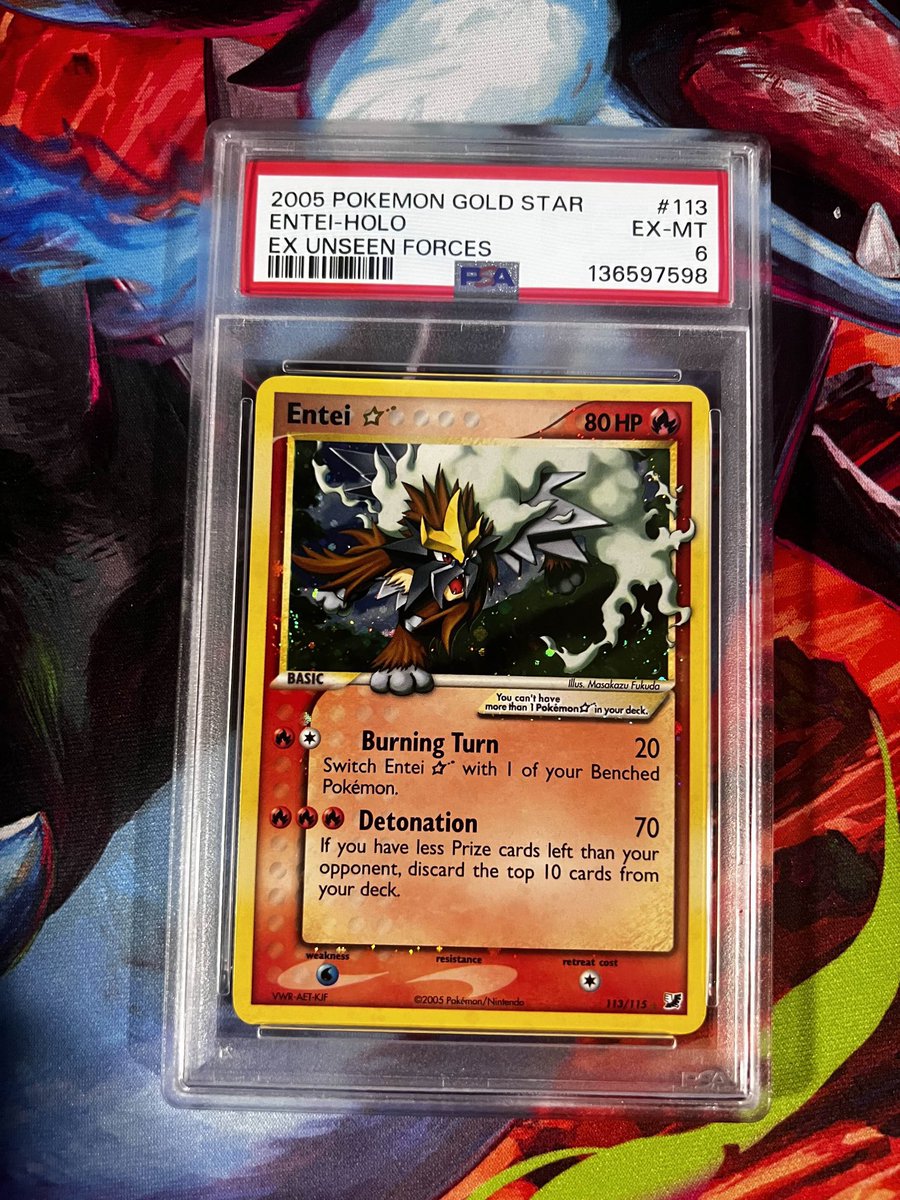 2005 POKEMON GOLD STAR #113
ENTEI-HOLO EX-MT
EX UNSEEN FORCES 6
PSA 136597598
Entei ☆ 80 HP
BASIC
Illus. Masakazu Fukuda
You can't have
more than 1 Pokémon☆ in your deck.
Burning Turn 20
Switch Entei ☆ with 1 of your Benched
Pokémon.
Detonation 70
If you have less Prize cards left than your
opponent, discard the top 10 cards from
your deck.
weakness resistance retreat cost
VWR-AET-KJF ©2005 Pokémon/Nintendo 113/115
PSA